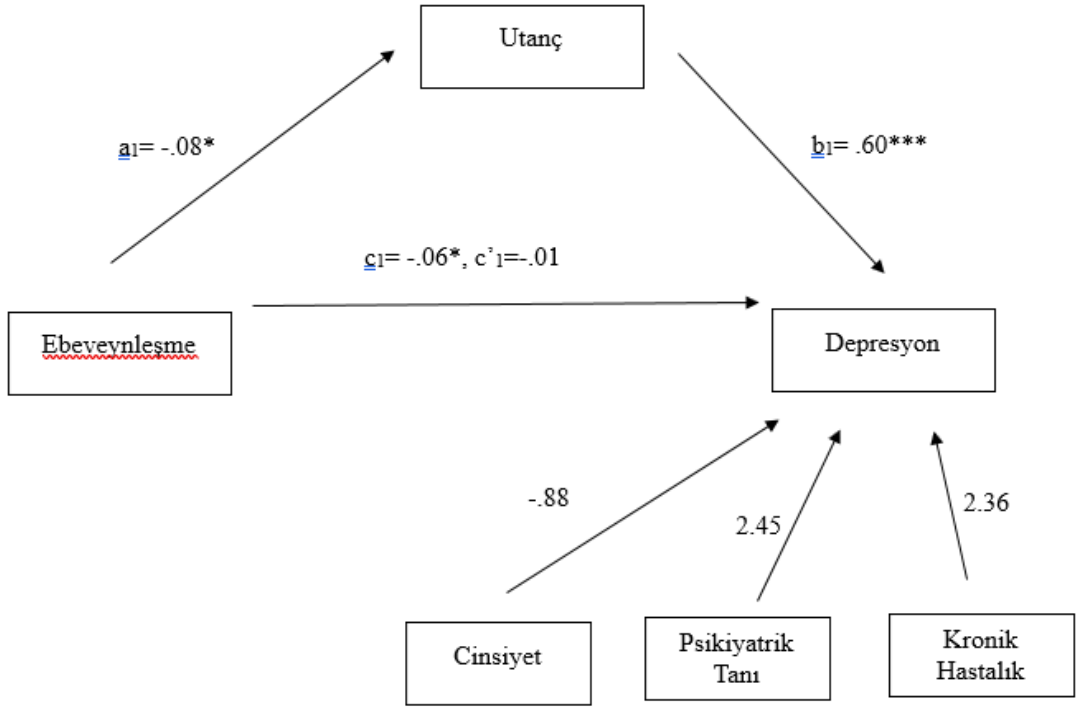 Utanç
a1= -.08*
b1= .60***
c1= -.06*, c’1=-.01
Ebeveynleşme
Depresyon
-.88
2.45
2.36
Cinsiyet
Psikiyatrik
Tanı
Kronik
Hastalık